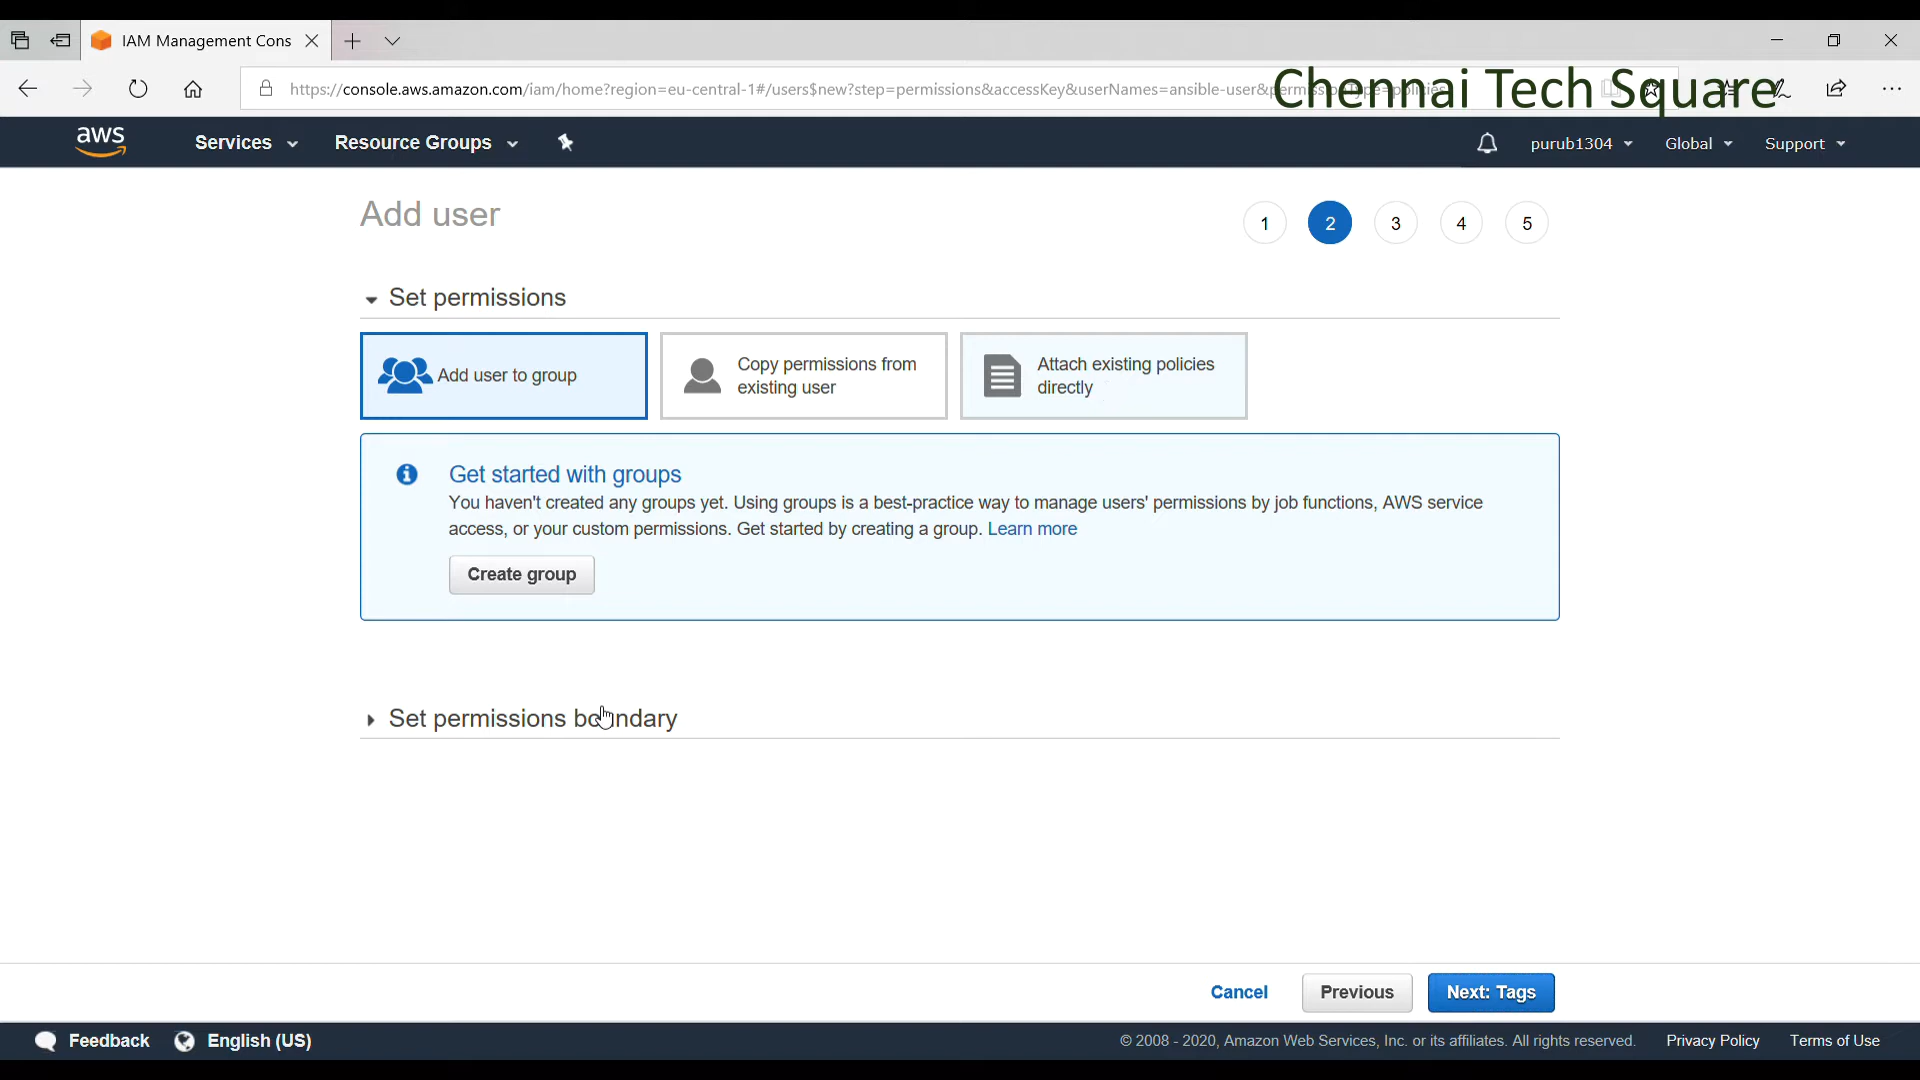 IAM Management Cons
https://console.aws.amazon.com/iam/home?region=eu-central-1#/users$new?step=permissions&accessKey&userNames=ansible-user&permissionType=policies
Chennai Tech Square
aws
Services
Resource Groups
purub1304
Global
Support
Add user
1
2
3
4
5
Set permissions
Add user to group
Copy permissions from
existing user
Attach existing policies
directly
Get started with groups
You haven't created any groups yet. Using groups is a best-practice way to manage users' permissions by job functions, AWS service
access, or your custom permissions. Get started by creating a group. Learn more
Create group
Set permissions boundary
Cancel
Previous
Next: Tags
Feedback
English (US)
© 2008 - 2020, Amazon Web Services, Inc. or its affiliates. All rights reserved.
Privacy Policy
Terms of Use